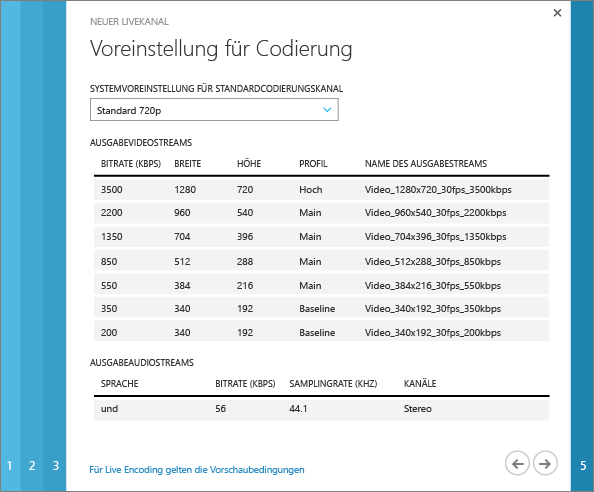 NEUER LIVEKANAL
Voreinstellung für Codierung
SYSTEMVOREINSTELLUNG FÜR STANDARDCODIERUNGSKANAL
Standard 720p
AUSGABEVIDEOSTREAMS
BITRATE (KBPS) BREITE HÖHE PROFIL NAME DES AUSGABESTREAMS
3500 1280 720 Hoch Video_1280x720_30fps_3500kbps
2200 960 540 Main Video_960x540_30fps_2200kbps
1350 704 396 Main Video_704x396_30fps_1350kbps
850 512 288 Main Video_512x288_30fps_850kbps
550 384 216 Main Video_384x216_30fps_550kbps
350 340 192 Baseline Video_340x192_30fps_350kbps
200 340 192 Baseline Video_340x192_30fps_200kbps
AUSGABEAUDIOSTREAMS
SPRACHE BITRATE (KBPS) SAMPLINGRATE (KHZ) KANÄLE
und 56 44.1 Stereo
1 2 3 Für Live Encoding gelten die Vorschaubedingungen 5